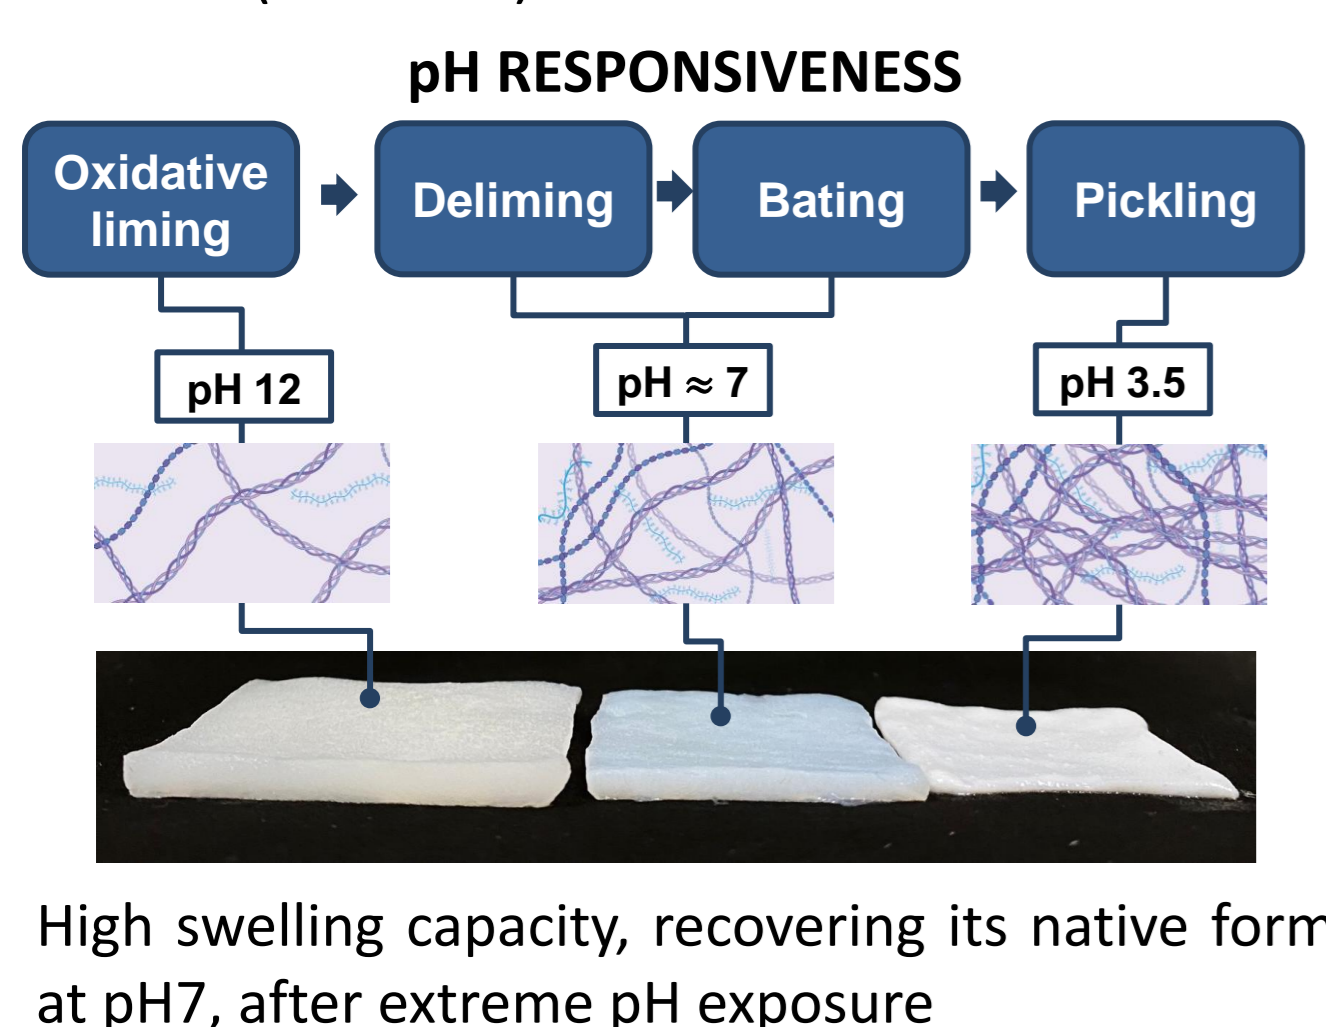 pH RESPONSIVENESS
Oxidative
liming
Deliming
Bating
Pickling
pH 12
pH ≈ 7
pH 3.5
High swelling capacity, recovering its native form
at pH7, after extreme pH exposure